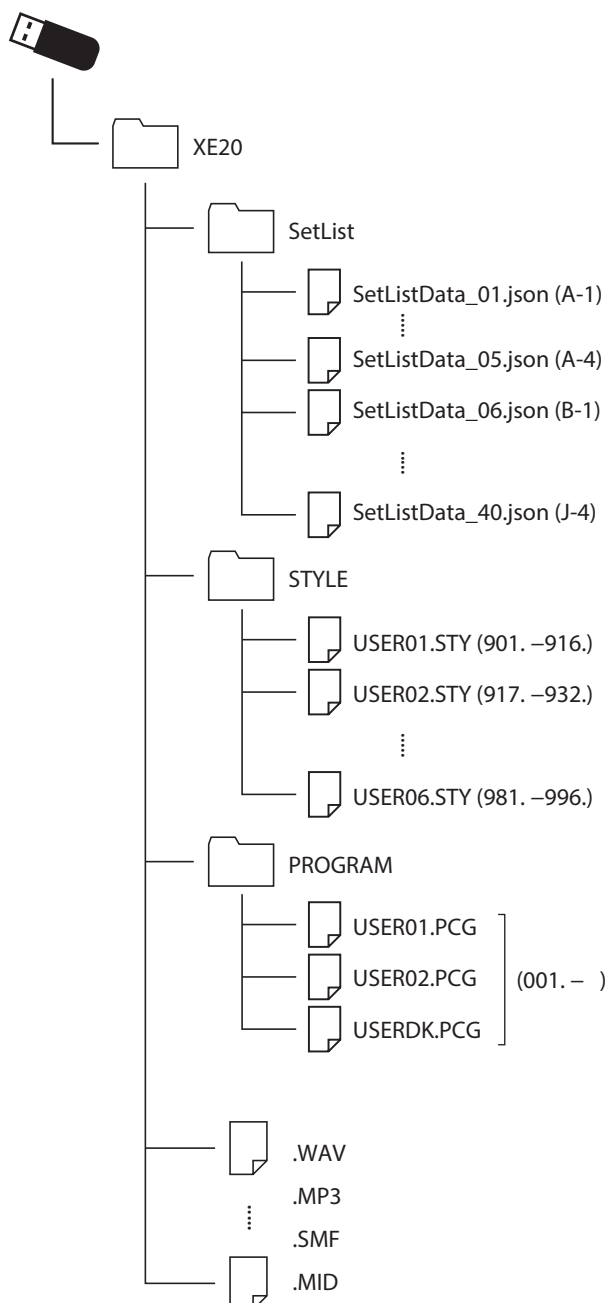 XE20
SetList
SetListData_01.json (A-1)
SetListData_05.json (A-4)
SetListData_06.json (B-1)
SetListData_40.json (J-4)
STYLE
USER01.STY (901. −916.)
USER02.STY (917. −932.)
USER06.STY (981. −996.)
PROGRAM
USER01.PCG
USER02.PCG (001. − )
USERDK.PCG
.WAV
.MP3
.SMF
.MID